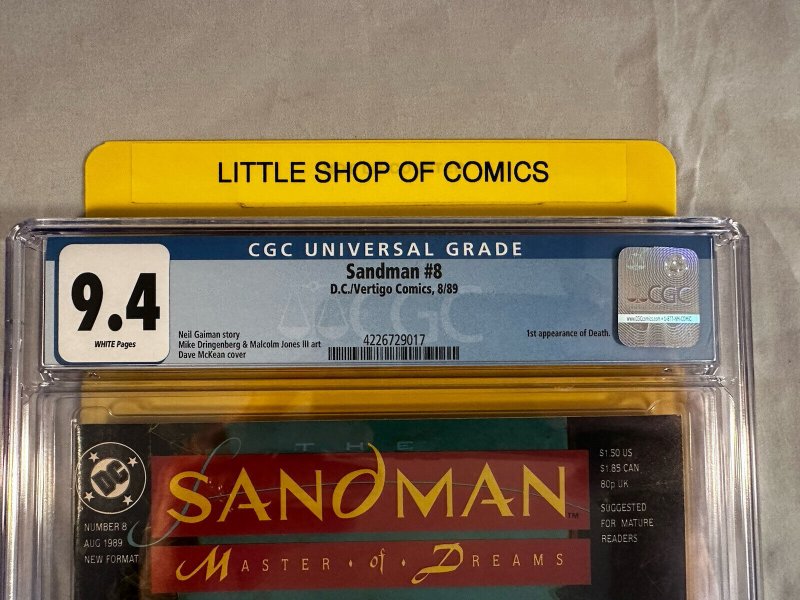 LITTLE SHOP OF COMICS
CGC UNIVERSAL GRADE
9.4
WHITE Pages
Sandman #8
D.C./Vertigo Comics, 8/89
Neil Gaiman story
Mike Dringenberg & Malcolm Jones III art
Dave McKean cover
4226729017
1st appearance of Death.
CGC
CGC
DC
NUMBER 8
AUG 1989
NEW FORMAT
THE
SANDMAN™
MASTER • of • DREAMS
$1.50 US
$1.85 CAN
80p UK
SUGGESTED
FOR MATURE
READERS